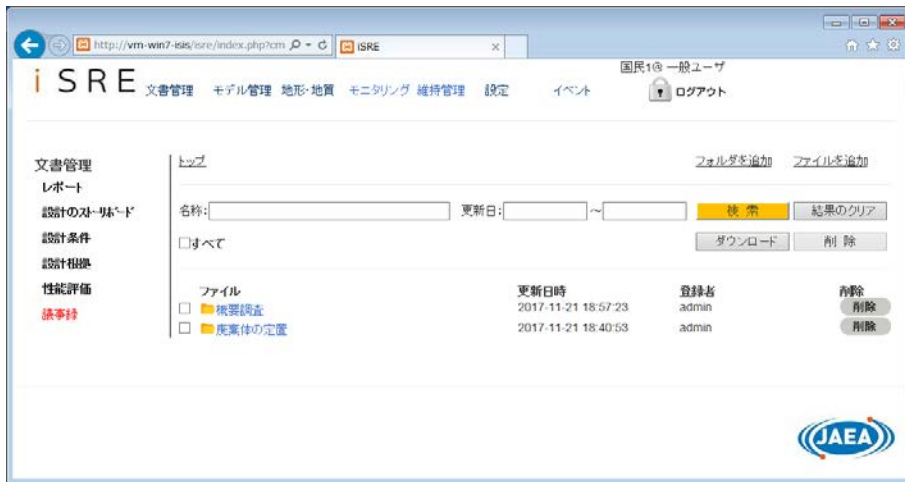 http://vm-win7-isis/isre/index.php?cm
iSRE
国民1@一般ユーザ
iSRE
文書管理 モデル管理 地形・地質 モニタリング 維持管理 設定 イベント
ログアウト
文書管理
レポート
設計のストーリーボード
設計条件
設計根拠
性能評価
議事録
トップ
フォルダを追加 ファイルを追加
名称: 更新日: ~ 検索 結果のクリア
すべて ダウンロード 削除
ファイル 更新日時 登録者 削除
概要調査 2017-11-21 18:57:23 admin 削除
廃棄体の定置 2017-11-21 18:40:53 admin 削除
JAEA